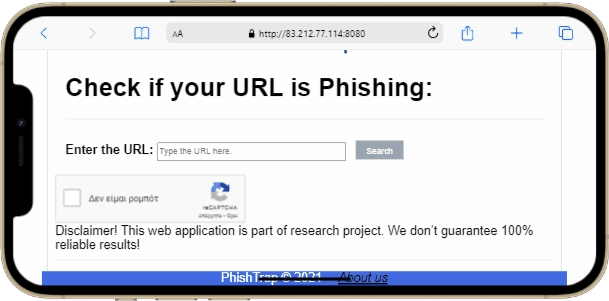 AA http://83.212.77.114:8080
Check if your URL is Phishing:
Enter the URL: Type the URL here. Search
Δεν είμαι ρομπότ
reCAPTCHA
Απόρρητο - Όροι
Disclaimer! This web application is part of research project. We don't guarantee 100%
reliable results!
PhishTrap © 2021 About us